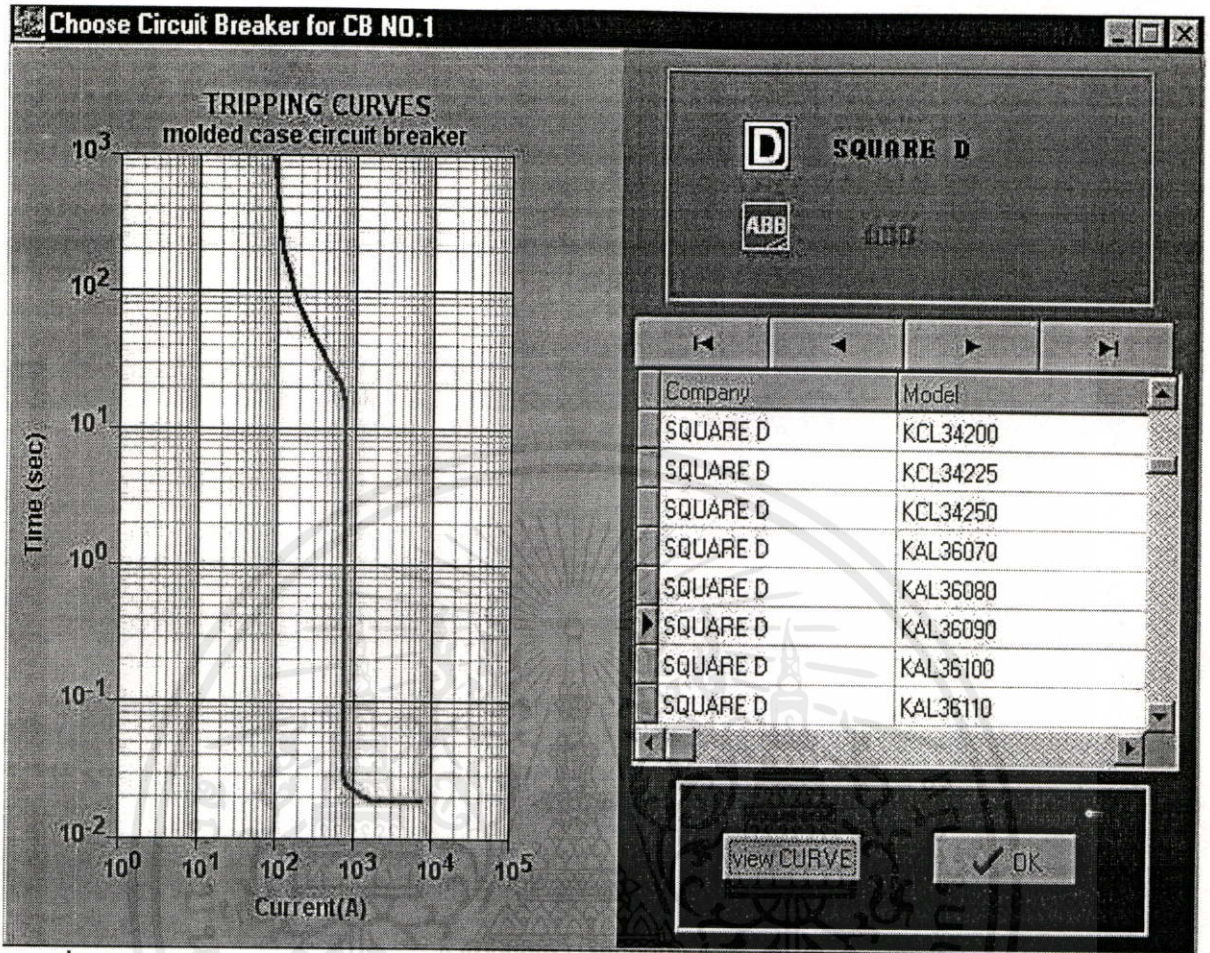 Choose Circuit Breaker for CB NO.1
TRIPPING CURVES
molded case circuit breaker
10³
10²
10¹
10⁰
10⁻¹
10⁻²
Time (sec)
10⁰ 10¹ 10² 10³ 10⁴ 10⁵
Current(A)
D SQUARE D
ABB ABB
Company Model
SQUARE D KCL34200
SQUARE D KCL34225
SQUARE D KCL34250
SQUARE D KAL36070
SQUARE D KAL36080
SQUARE D KAL36090
SQUARE D KAL36100
SQUARE D KAL36110
view CURVE OK